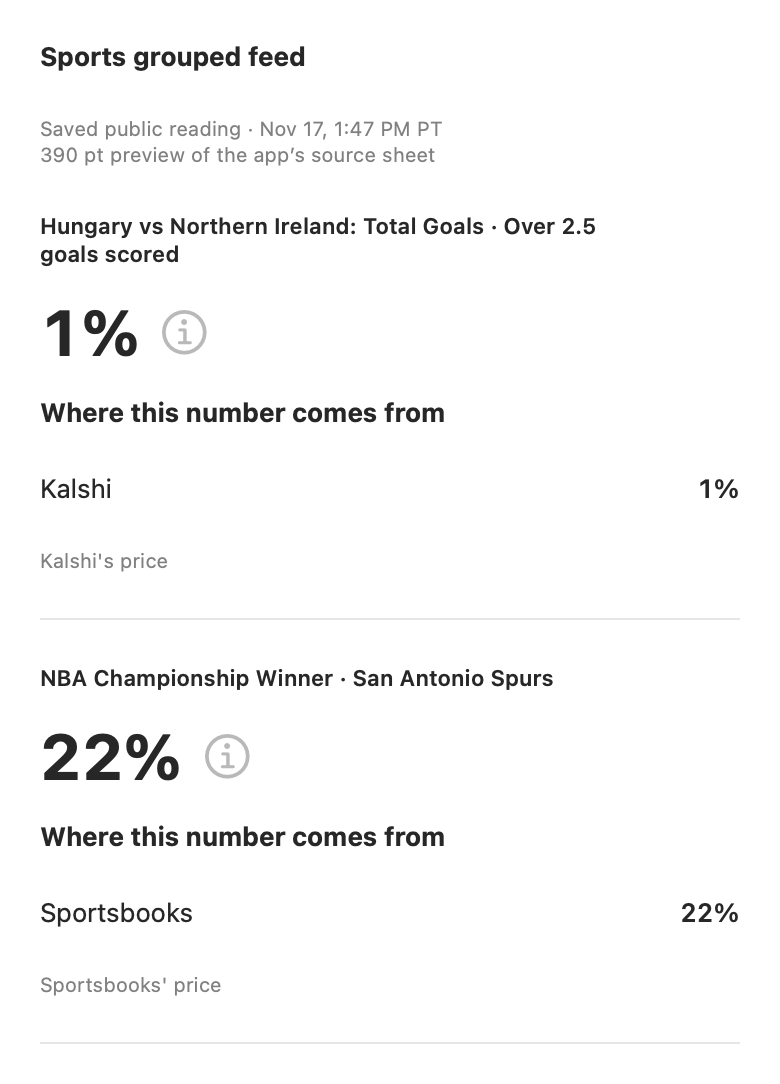 Sports grouped feed
Saved public reading · Nov 17, 1:47 PM PT
390 pt preview of the app’s source sheet
Hungary vs Northern Ireland: Total Goals · Over 2.5
goals scored
1%
Where this number comes from
Kalshi 1%
Kalshi's price
NBA Championship Winner · San Antonio Spurs
22%
Where this number comes from
Sportsbooks 22%
Sportsbooks' price